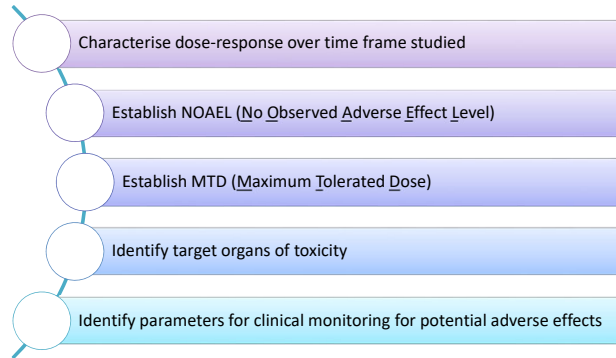 Characterise dose-response over time frame studied
Establish NOAEL (No Observed Adverse Effect Level)
Establish MTD (Maximum Tolerated Dose)
Identify target organs of toxicity
Identify parameters for clinical monitoring for potential adverse effects